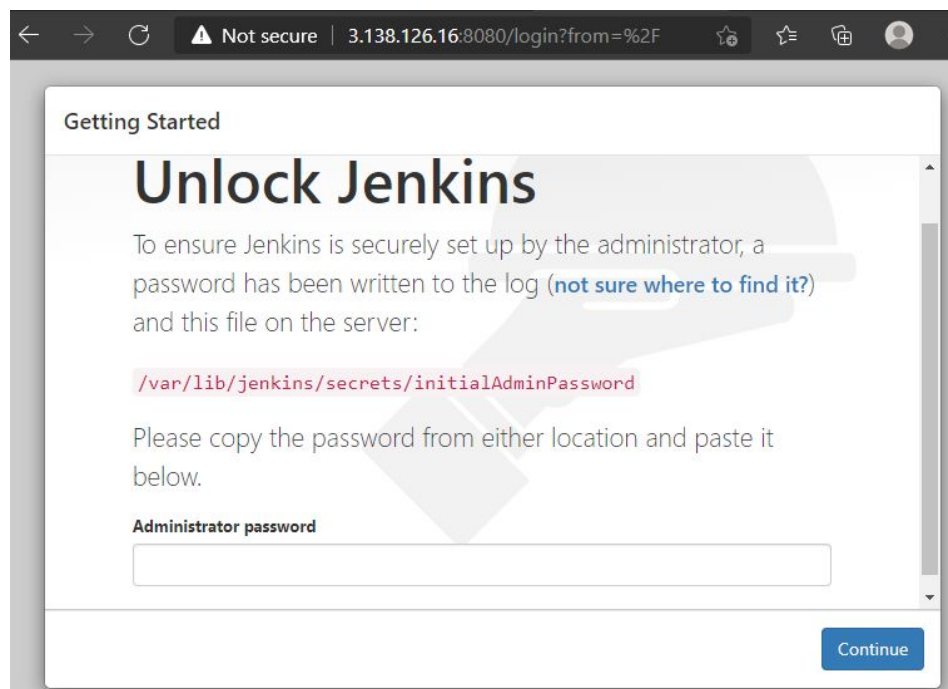 Not secure | 3.138.126.16:8080/login?from=%2F
Getting Started
Unlock Jenkins
To ensure Jenkins is securely set up by the administrator, a
password has been written to the log (not sure where to find it?)
and this file on the server:
/var/lib/jenkins/secrets/initialAdminPassword
Please copy the password from either location and paste it
below.
Administrator password
Continue